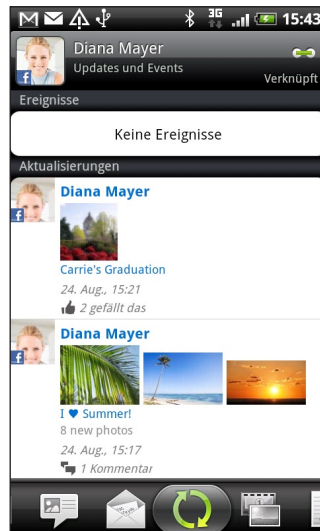 3G 15:43
Diana Mayer
Updates und Events
Verknüpft
Ereignisse
Keine Ereignisse
Aktualisierungen
Diana Mayer
Carrie's Graduation
24. Aug., 15:21
2 gefällt das
Diana Mayer
I ♥ Summer!
8 new photos
24. Aug., 15:17
1 Kommentar